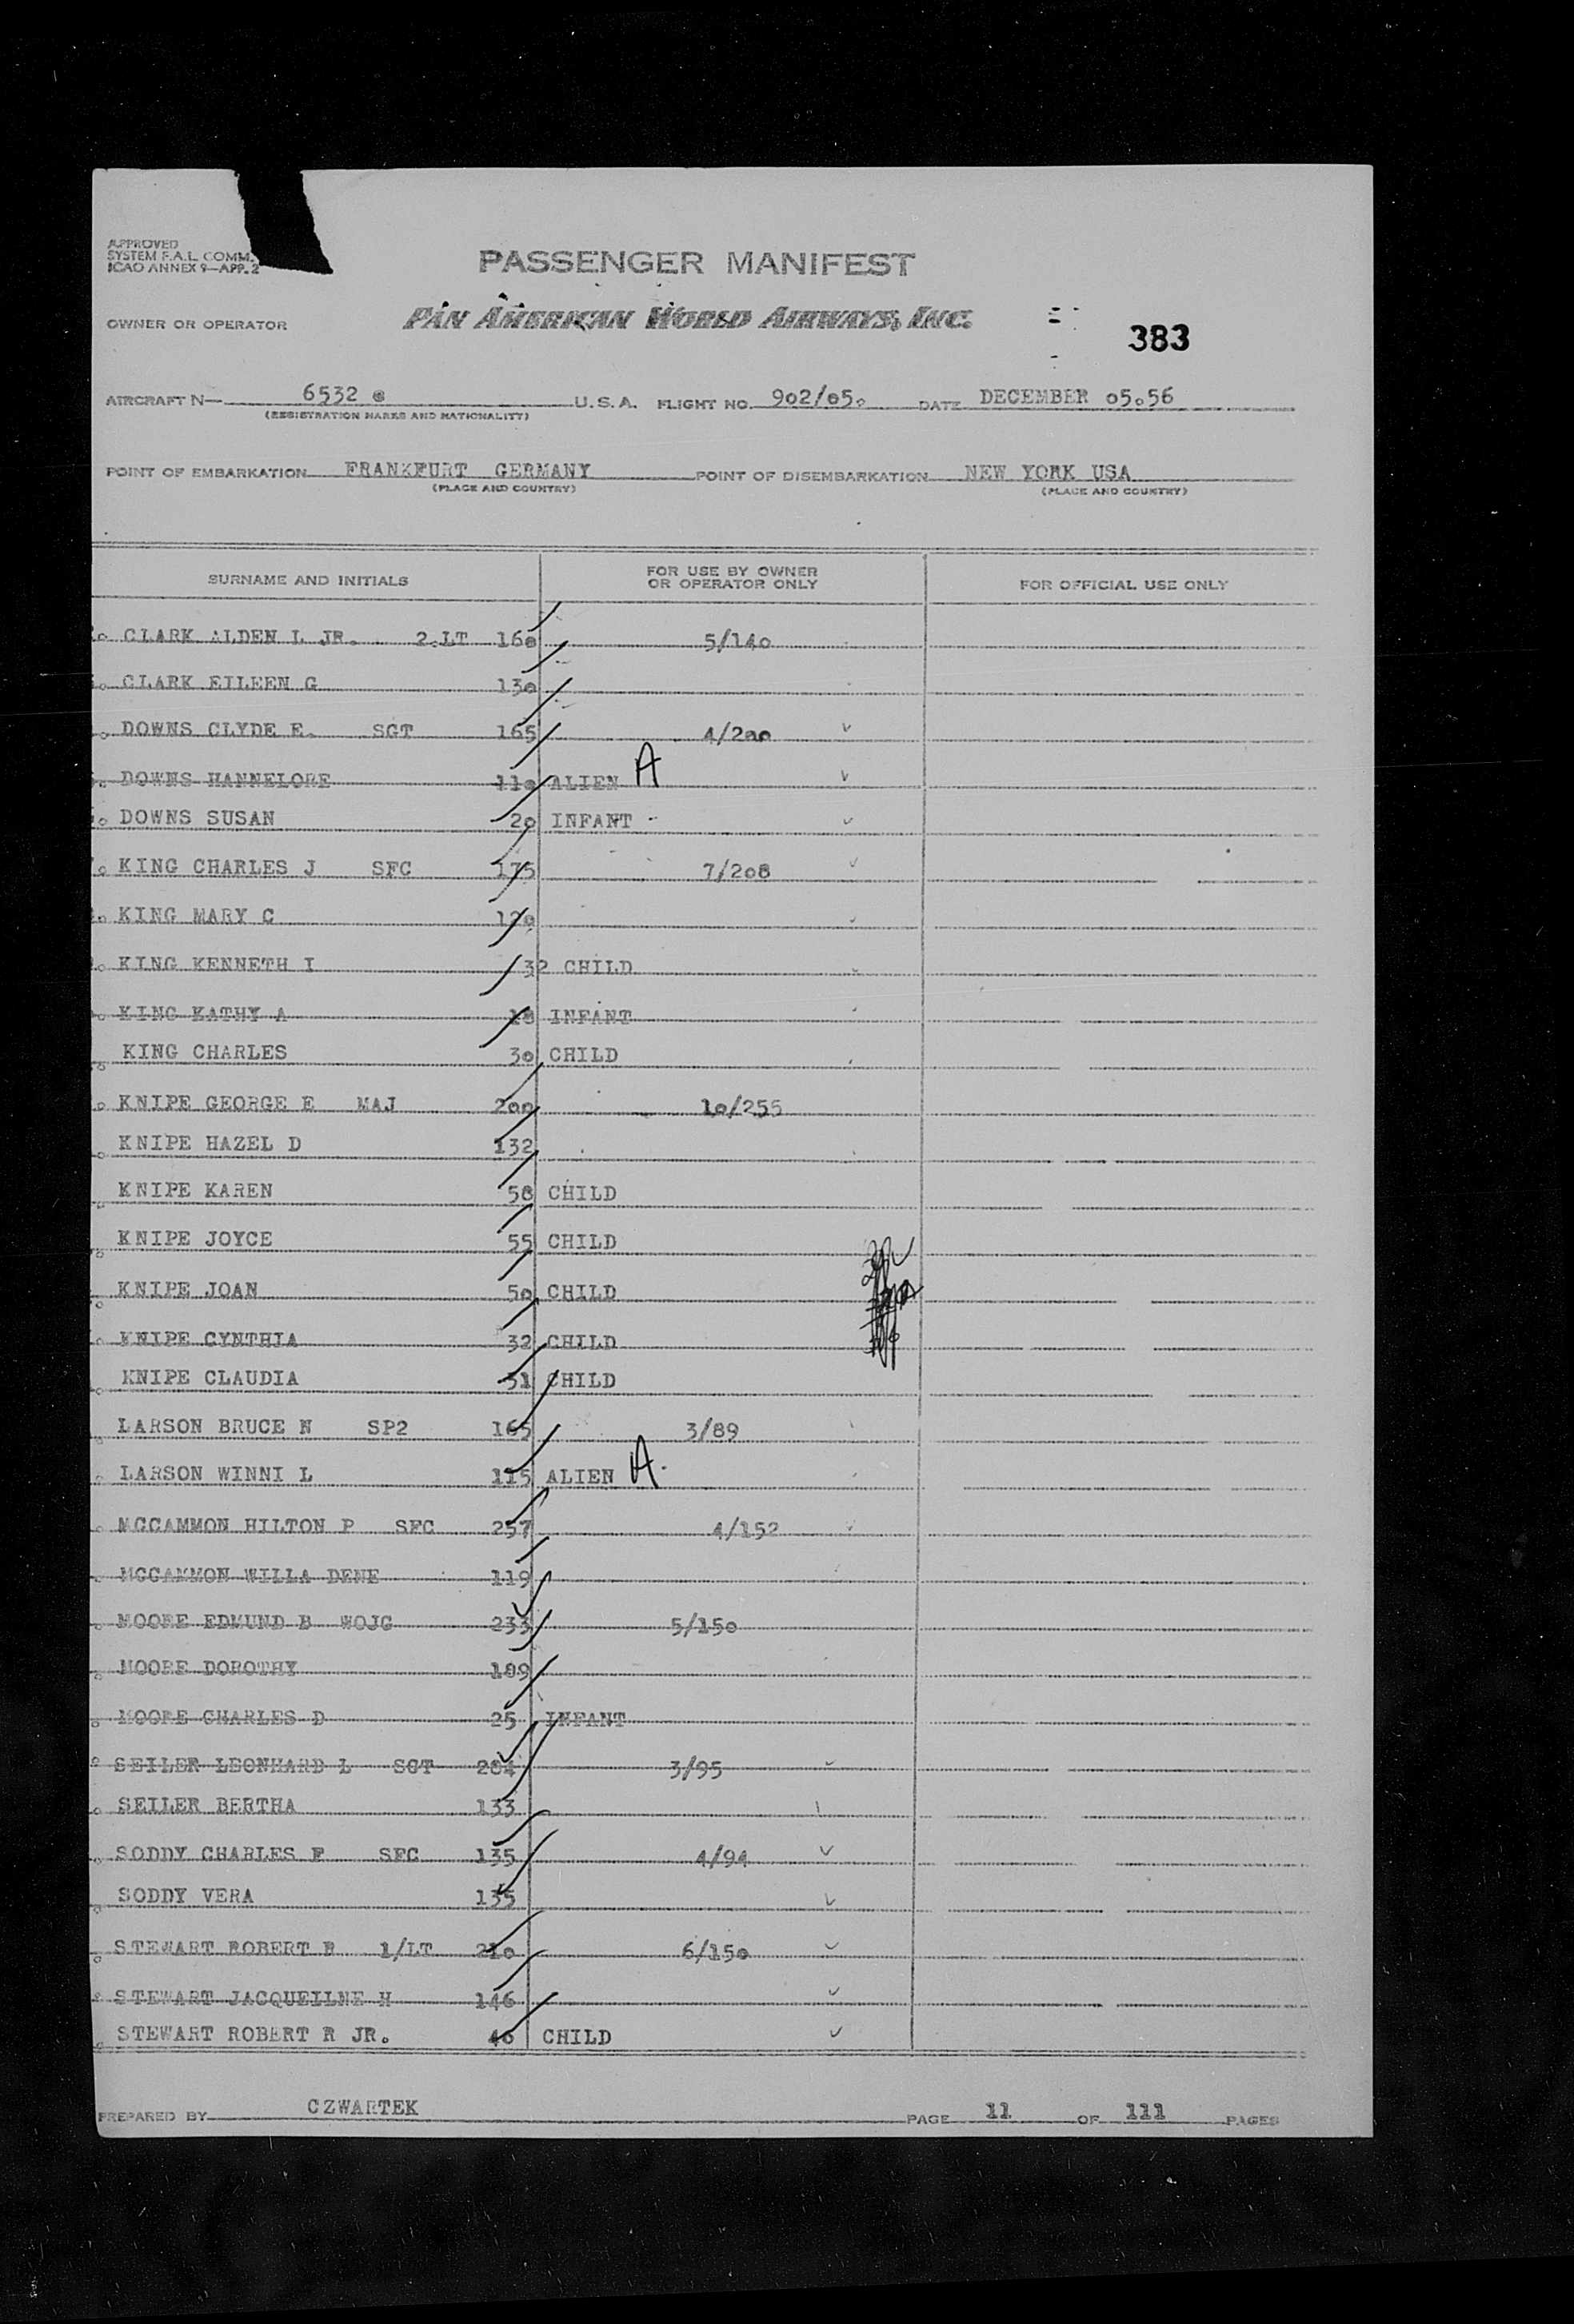 APPROVED
SYSTEM F.A.L. COMM.
ICAO ANNEX 9—APP. 2
PASSENGER MANIFEST
OWNER OR OPERATOR PAN AMERICAN WORLD AIRWAYS, INC.
383
AIRCRAFT N— 6532 U.S.A. FLIGHT NO. 902/05. DATE DECEMBER 05.56
(REGISTRATION MARKS AND NATIONALITY)
POINT OF EMBARKATION FRANKFURT GERMANY POINT OF DISEMBARKATION NEW YORK USA
(PLACE AND COUNTRY) (PLACE AND COUNTRY)
SURNAME AND INITIALS FOR USE BY OWNER OR OPERATOR ONLY FOR OFFICIAL USE ONLY
CLARK ALDEN L JR. 2.LT 160 5/140
CLARK EILEEN G 130
DOWNS CLYDE E. SGT 165 4/200
DOWNS HANNELORE 110 ALIEN A
DOWNS SUSAN 20 INFANT
KING CHARLES J SFC 175 7/208
KING MARY C 120
KING KENNETH I 32 CHILD
KING KATHY A 18 INFANT
KING CHARLES 30 CHILD
KNIPE GEORGE E MAJ 200 10/255
KNIPE HAZEL D 132
KNIPE KAREN 58 CHILD
KNIPE JOYCE 55 CHILD
KNIPE JOAN 50 CHILD
KNIPE CYNTHIA 32 CHILD
KNIPE CLAUDIA 31 CHILD
LARSON BRUCE N SP2 165 3/89
LARSON WINNI L 115 ALIEN A.
MCCAMMON HILTON P SFC 257 4/152
MCCAMMON WILLA DENE 119
MOORE EDMUND B WOJG 233 5/150
MOORE DOROTHY 109
MOORE CHARLES D 25 INFANT
SEILER LEONHARD L SGT 204 3/95
SEILER BERTHA 133
SODDY CHARLES F SFC 135 4/94
SODDY VERA 135
STEWART ROBERT R 1/LT 210 6/150
STEWART JACQUEILNE H 146
STEWART ROBERT R JR. 40 CHILD
PREPARED BY CZWARTEK PAGE 11 OF 111 PAGES